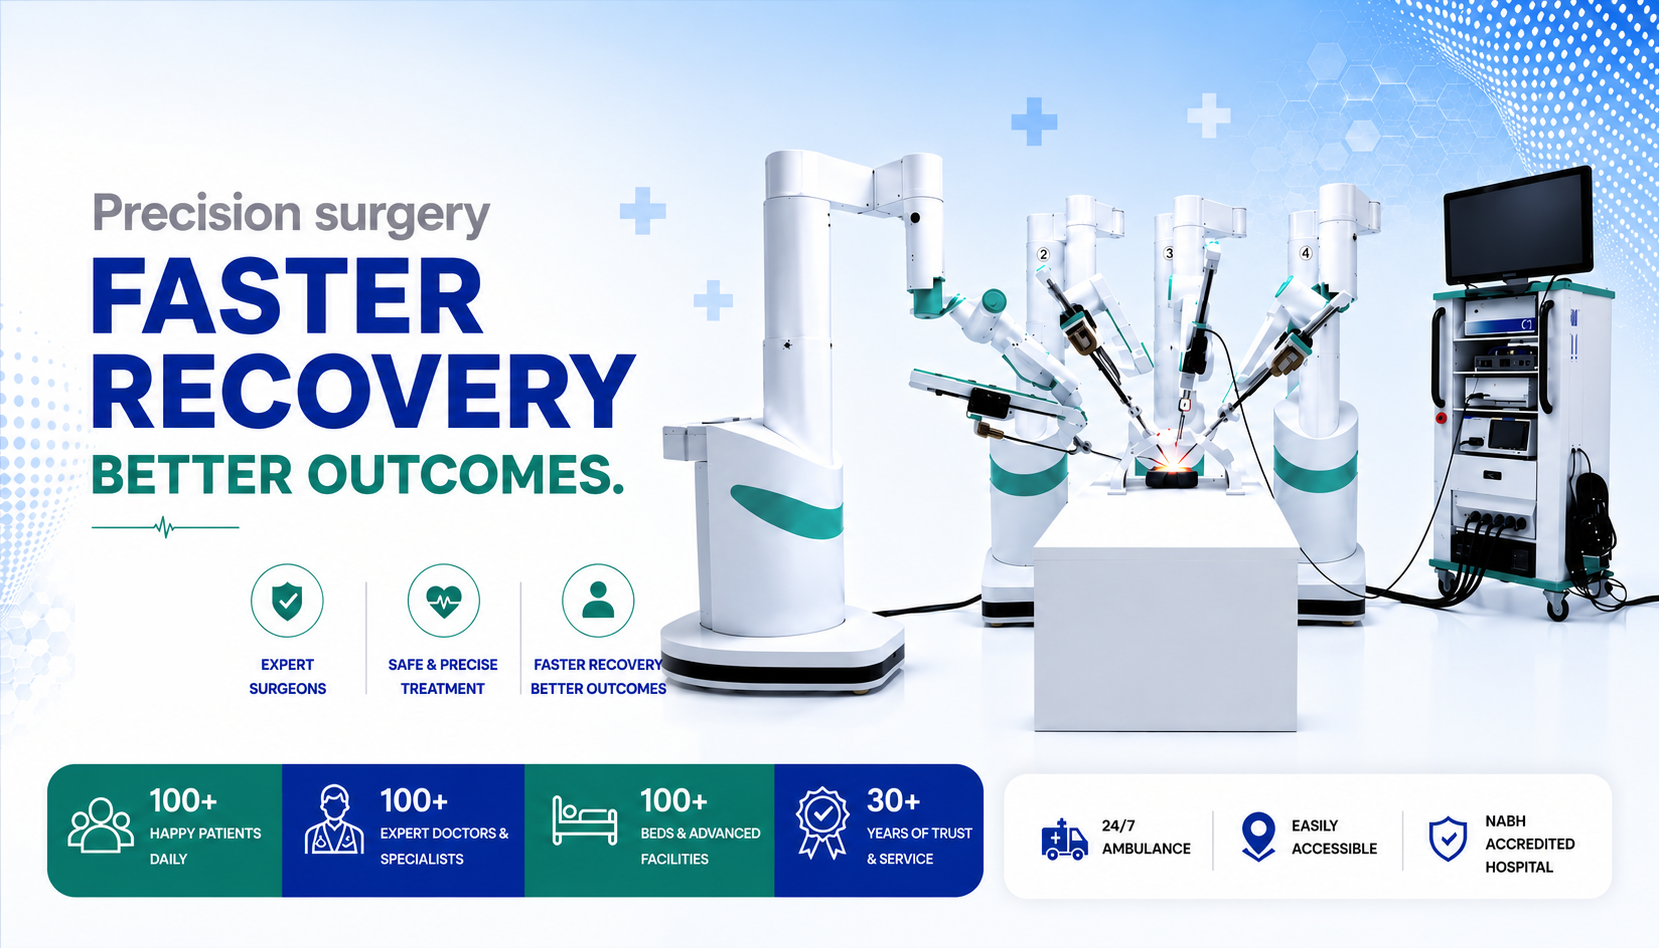 Precision surgery
FASTER
RECOVERY
BETTER OUTCOMES.
EXPERT
SURGEONS
SAFE & PRECISE
TREATMENT
FASTER RECOVERY
BETTER OUTCOMES
2
3
4
100+
HAPPY PATIENTS
DAILY
100+
EXPERT DOCTORS &
SPECIALISTS
100+
BEDS & ADVANCED
FACILITIES
30+
YEARS OF TRUST
& SERVICE
24/7
AMBULANCE
EASILY
ACCESSIBLE
NABH
ACCREDITED
HOSPITAL